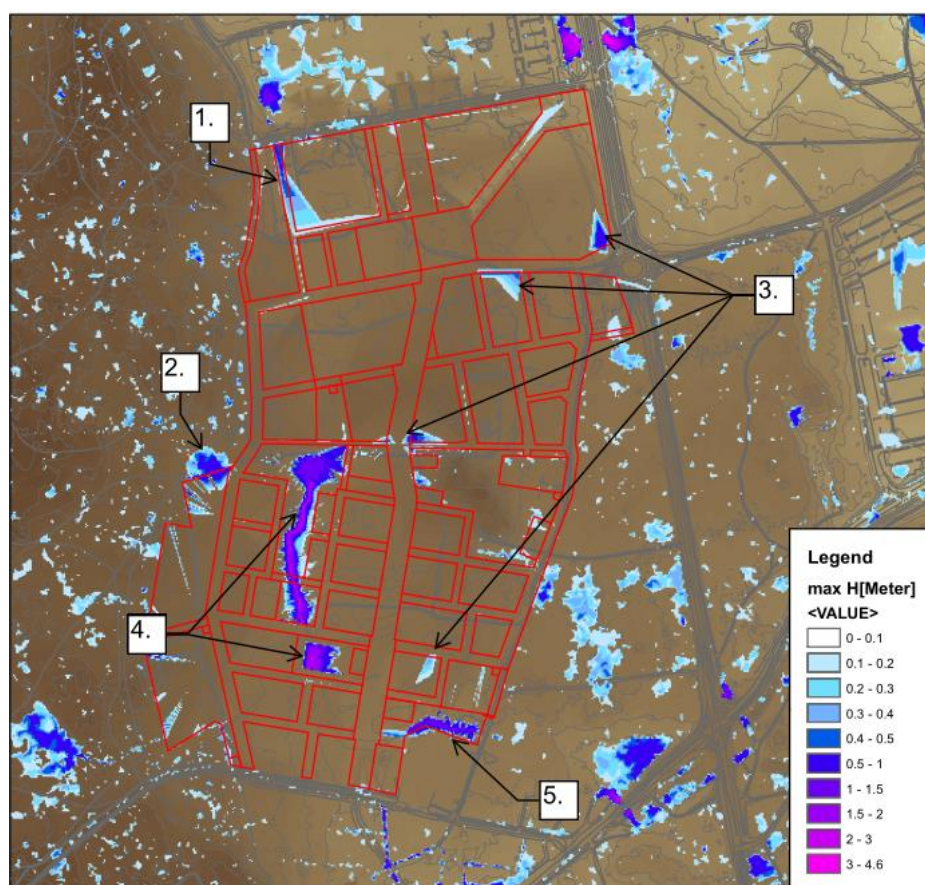 1.
2.
3.
4.
5.
Legend
max H[Meter]
<VALUE>
0 - 0.1
0.1 - 0.2
0.2 - 0.3
0.3 - 0.4
0.4 - 0.5
0.5 - 1
1 - 1.5
1.5 - 2
2 - 3
3 - 4.6